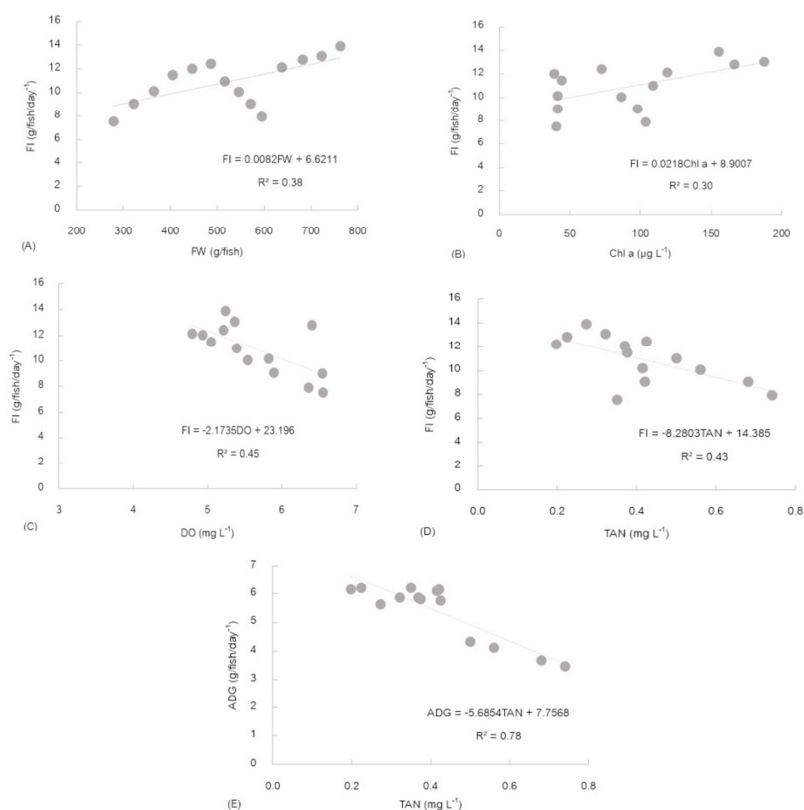 FI (g/fish/day⁻¹)
16
14
12
10
8
6
4
2
0
FI = 0.0082FW + 6.6211
R² = 0.38
200 300 400 500 600 700 800
FW (g/fish)
(A)
FI (g/fish/day⁻¹)
16
14
12
10
8
6
4
2
0
FI = 0.0218Chl a + 8.9007
R² = 0.30
0 50 100 150 200
Chl a (µg L⁻¹)
(B)
FI (g/fish/day⁻¹)
16
14
12
10
8
6
4
2
0
FI = -2.1735DO + 23.196
R² = 0.45
3 4 5 6 7
DO (mg L⁻¹)
(C)
FI (g/fish/day⁻¹)
16
14
12
10
8
6
4
2
0
FI = -8.2803TAN + 14.385
R² = 0.43
0.0 0.2 0.4 0.6 0.8
TAN (mg L⁻¹)
(D)
ADG (g/fish/day⁻¹)
7
6
5
4
3
2
1
0
ADG = -5.6854TAN + 7.7568
R² = 0.78
0.0 0.2 0.4 0.6 0.8
TAN (mg L⁻¹)
(E)